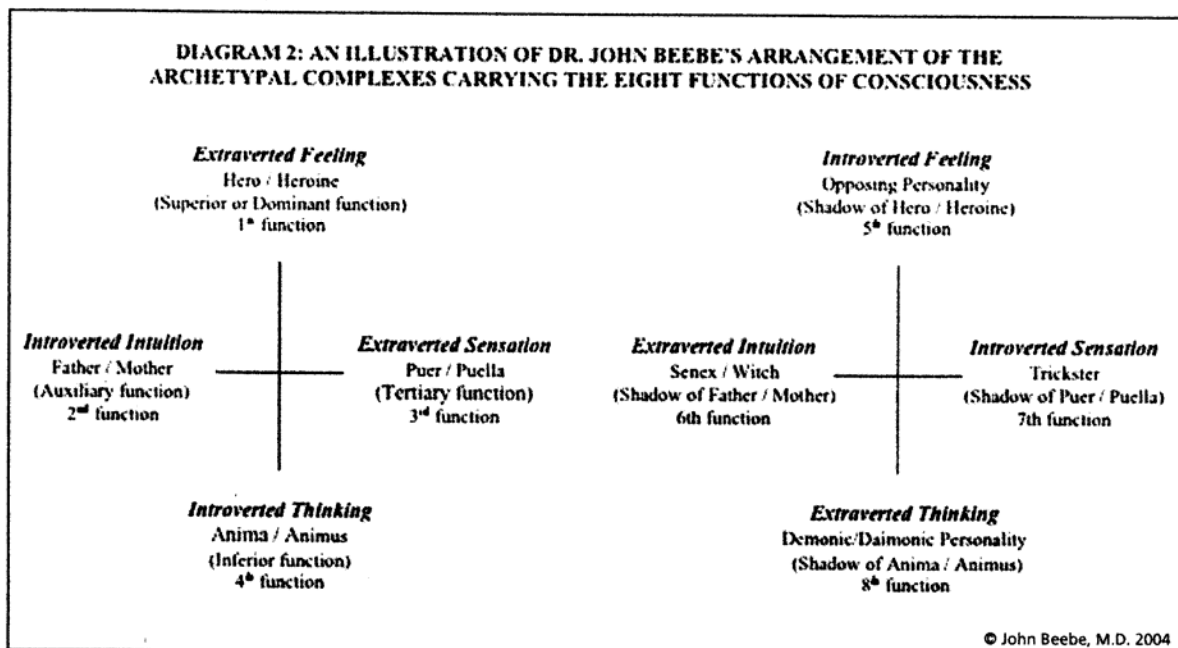 DIAGRAM 2: AN ILLUSTRATION OF DR. JOHN BEEBE'S ARRANGEMENT OF THE
ARCHETYPAL COMPLEXES CARRYING THE EIGHT FUNCTIONS OF CONSCIOUSNESS
Extraverted Feeling
Hero / Heroine
(Superior or Dominant function)
1st function
Introverted Intuition
Father / Mother
(Auxiliary function)
2nd function
Extraverted Sensation
Puer / Puella
(Tertiary function)
3rd function
Introverted Thinking
Anima / Animus
(Inferior function)
4th function
Introverted Feeling
Opposing Personality
(Shadow of Hero / Heroine)
5th function
Extraverted Intuition
Senex / Witch
(Shadow of Father / Mother)
6th function
Introverted Sensation
Trickster
(Shadow of Puer / Puella)
7th function
Extraverted Thinking
Demonic/Daimonic Personality
(Shadow of Anima / Animus)
8th function
© John Beebe, M.D. 2004